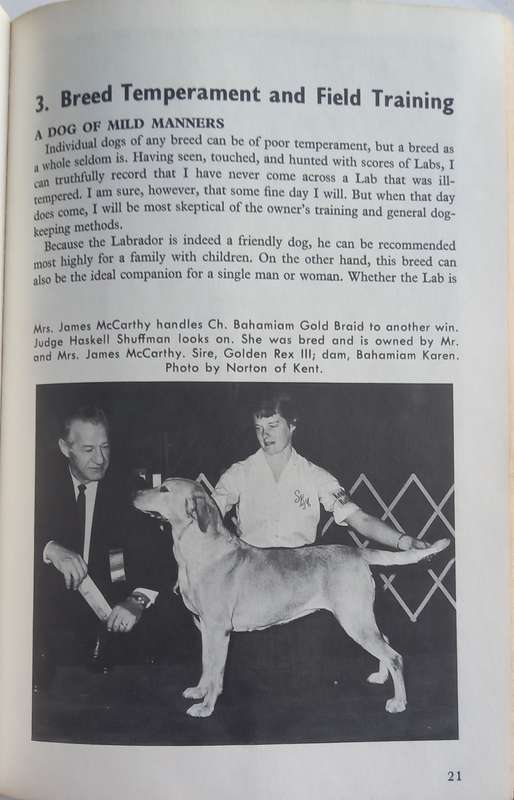 3. Breed Temperament and Field Training
A DOG OF MILD MANNERS
Individual dogs of any breed can be of poor temperament, but a breed as
a whole seldom is. Having seen, touched, and hunted with scores of Labs, I
can truthfully record that I have never come across a Lab that was ill-
tempered. I am sure, however, that some fine day I will. But when that day
does come, I will be most skeptical of the owner's training and general dog-
keeping methods.
Because the Labrador is indeed a friendly dog, he can be recommended
most highly for a family with children. On the other hand, this breed can
also be the ideal companion for a single man or woman. Whether the Lab is
Mrs. James McCarthy handles Ch. Bahamiam Gold Braid to another win.
Judge Haskell Shuffman looks on. She was bred and is owned by Mr.
and Mrs. James McCarthy. Sire, Golden Rex III; dam, Bahamiam Karen.
Photo by Norton of Kent.
21